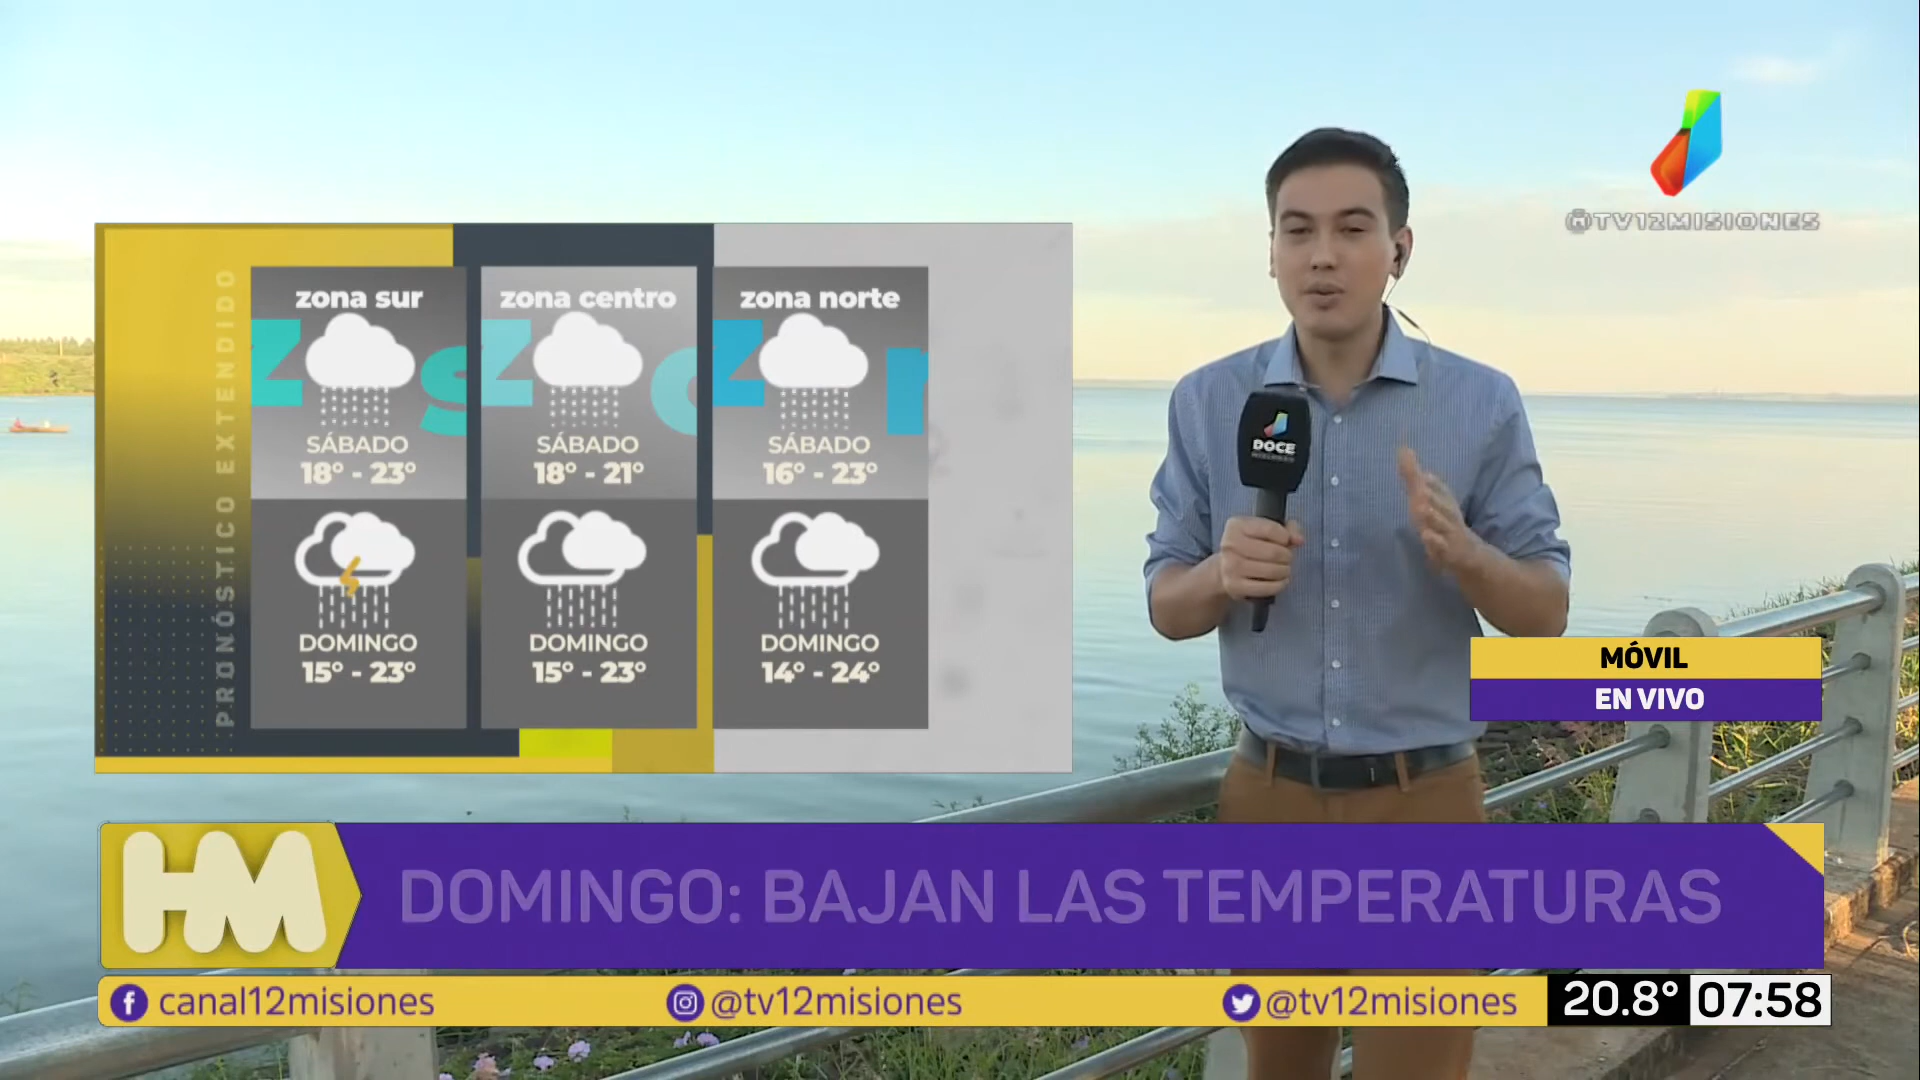 @TV12MISIONES
PRONÓSTICO EXTENDIDO
zona sur
SÁBADO
18° - 23°
DOMINGO
15° - 23°
zona centro
SÁBADO
18° - 21°
DOMINGO
15° - 23°
zona norte
SÁBADO
16° - 23°
DOMINGO
14° - 24°
DOCE
MISIONES
MÓVIL
EN VIVO
HM
DOMINGO: BAJAN LAS TEMPERATURAS
canal12misiones
@tv12misiones
@tv12misiones
20.8°
07:58